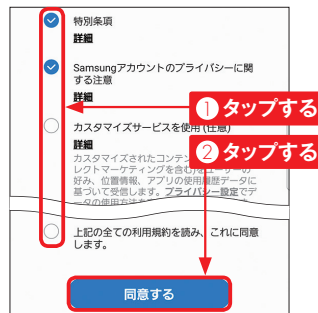 特別条項
詳細
Samsungアカウントのプライバシーに関
する注意
詳細
① タップする
カスタマイズサービスを使用 (任意)
詳細
② タップする
カスタマイズされたコンテン
レクトマーケティングを含む)
好み、位置情報、アプリの使用履歴データに
基づいて受信します。プライバシー設定でデ
上記の全ての利用規約を読み、これに同意
します。
同意する